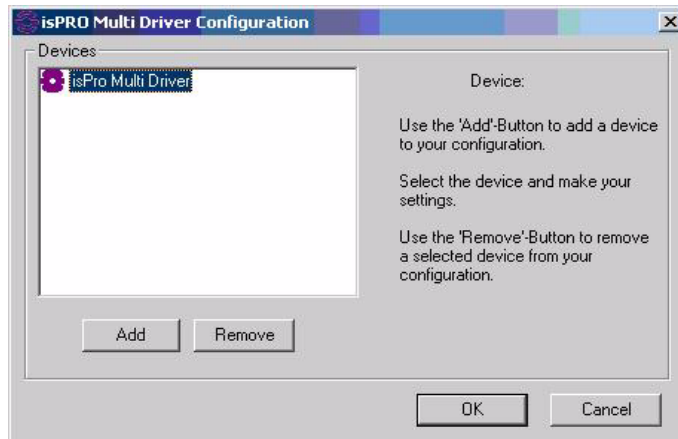 isPRO Multi Driver Configuration
Devices
isPro Multi Driver
Device:
Use the 'Add'-Button to add a device
to your configuration.
Select the device and make your
settings.
Use the 'Remove'-Button to remove
a selected device from your
configuration.
Add
Remove
OK
Cancel